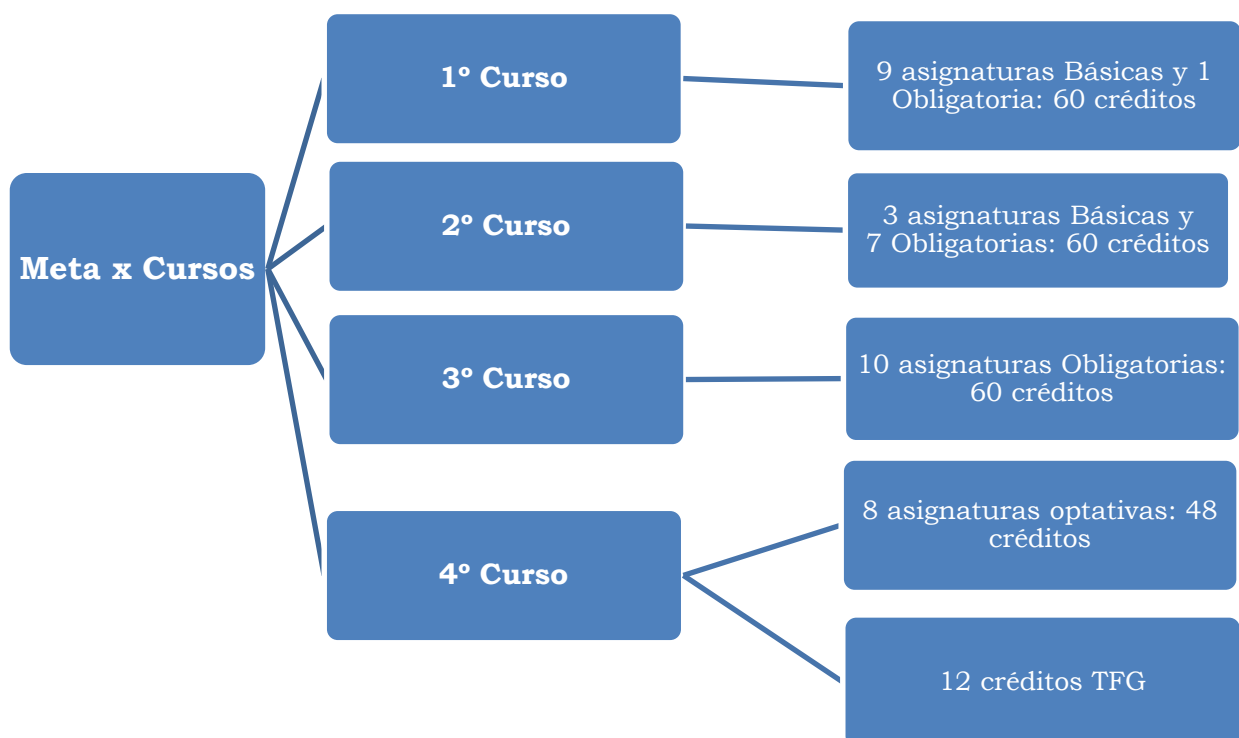 1º Curso
9 asignaturas Básicas y 1
Obligatoria: 60 créditos
2º Curso
3 asignaturas Básicas y
7 Obligatorias: 60 créditos
Meta x Cursos
3º Curso
10 asignaturas Obligatorias:
60 créditos
4º Curso
8 asignaturas optativas: 48
créditos
12 créditos TFG